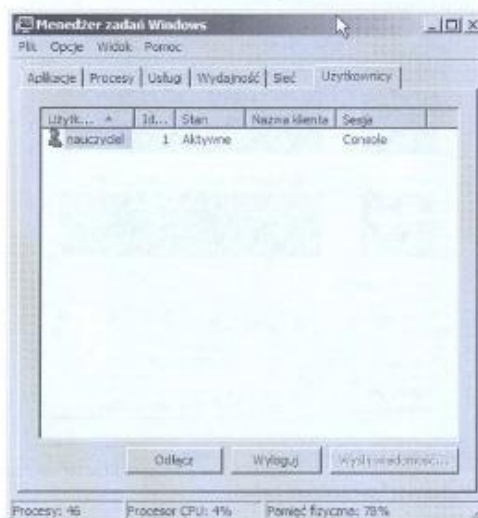 Menedżer zadań Windows
Plik Opcje Widok Pomoc
Aplikacje Procesy Usługi Wydajność Sieć Użytkownicy
Użytk... Id... Stan Nazwa klienta Sesja
nauczyciel 1 Aktywne Console
Odłącz Wyloguj Wyślij wiadomość...
Procesy: 46 Procesor CPU: 4% Pamięć fizyczna: 78%